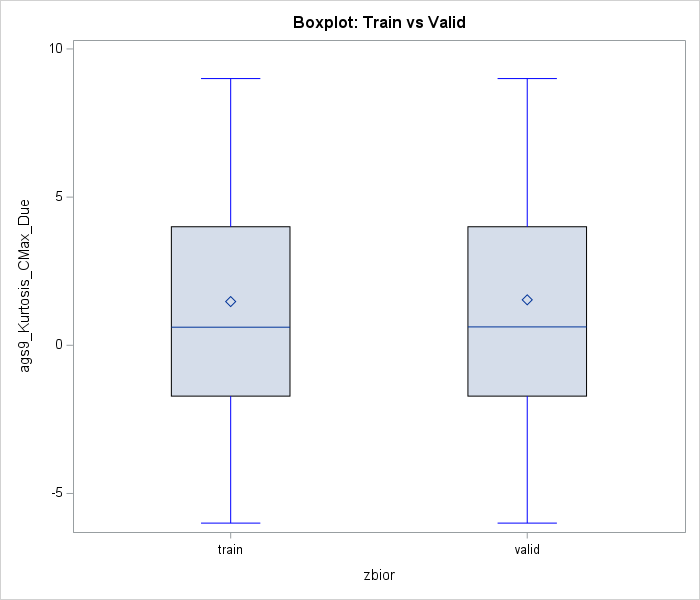 Boxplot: Train vs Valid
10
5
0
-5
ags9_Kurtosis_CMax_Due
train
valid
zbior